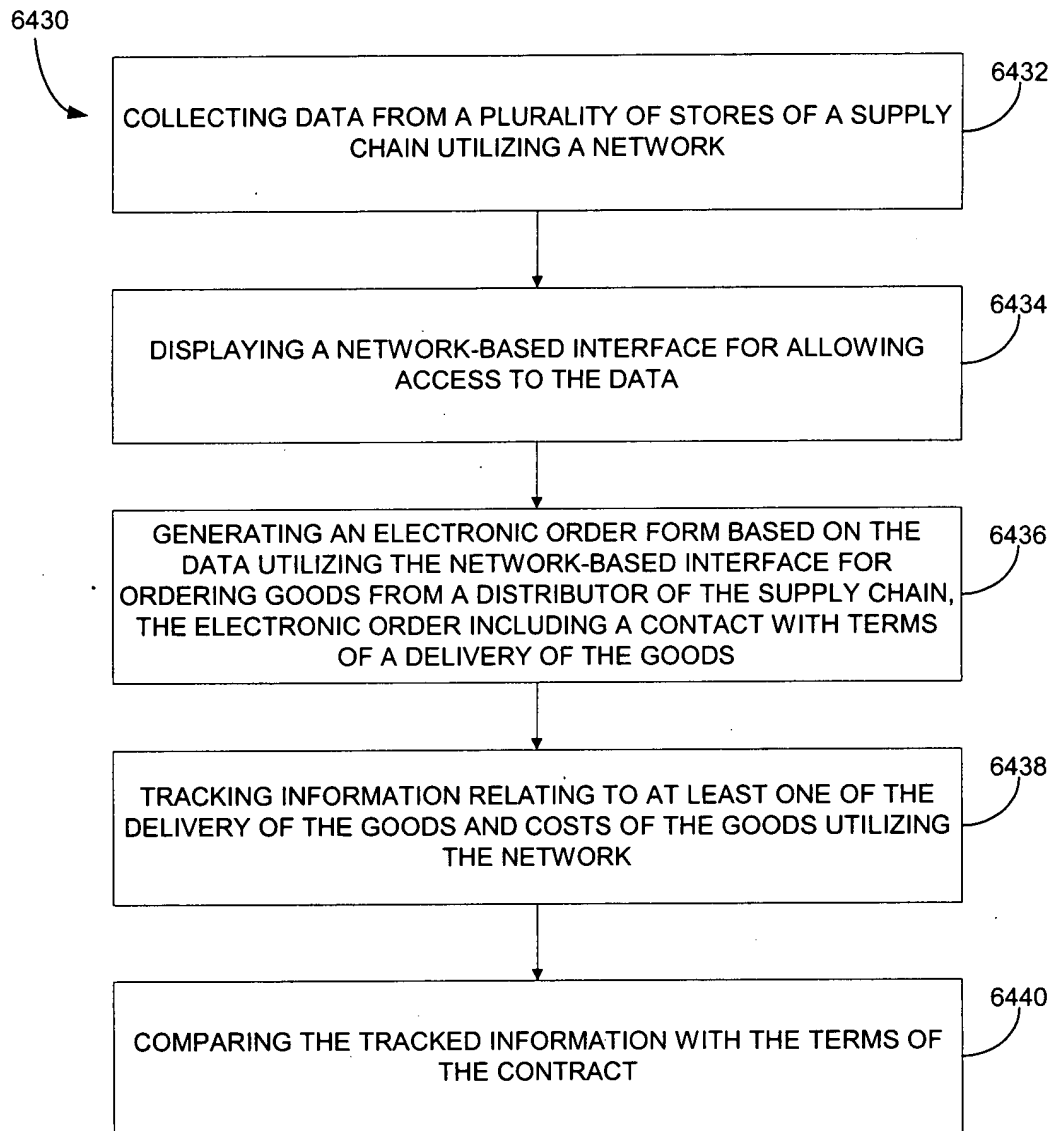 6430
6432
COLLECTING DATA FROM A PLURALITY OF STORES OF A SUPPLY
CHAIN UTILIZING A NETWORK
6434
DISPLAYING A NETWORK-BASED INTERFACE FOR ALLOWING
ACCESS TO THE DATA
6436
GENERATING AN ELECTRONIC ORDER FORM BASED ON THE
DATA UTILIZING THE NETWORK-BASED INTERFACE FOR
ORDERING GOODS FROM A DISTRIBUTOR OF THE SUPPLY CHAIN,
THE ELECTRONIC ORDER INCLUDING A CONTACT WITH TERMS
OF A DELIVERY OF THE GOODS
6438
TRACKING INFORMATION RELATING TO AT LEAST ONE OF THE
DELIVERY OF THE GOODS AND COSTS OF THE GOODS UTILIZING
THE NETWORK
6440
COMPARING THE TRACKED INFORMATION WITH THE TERMS OF
THE CONTRACT